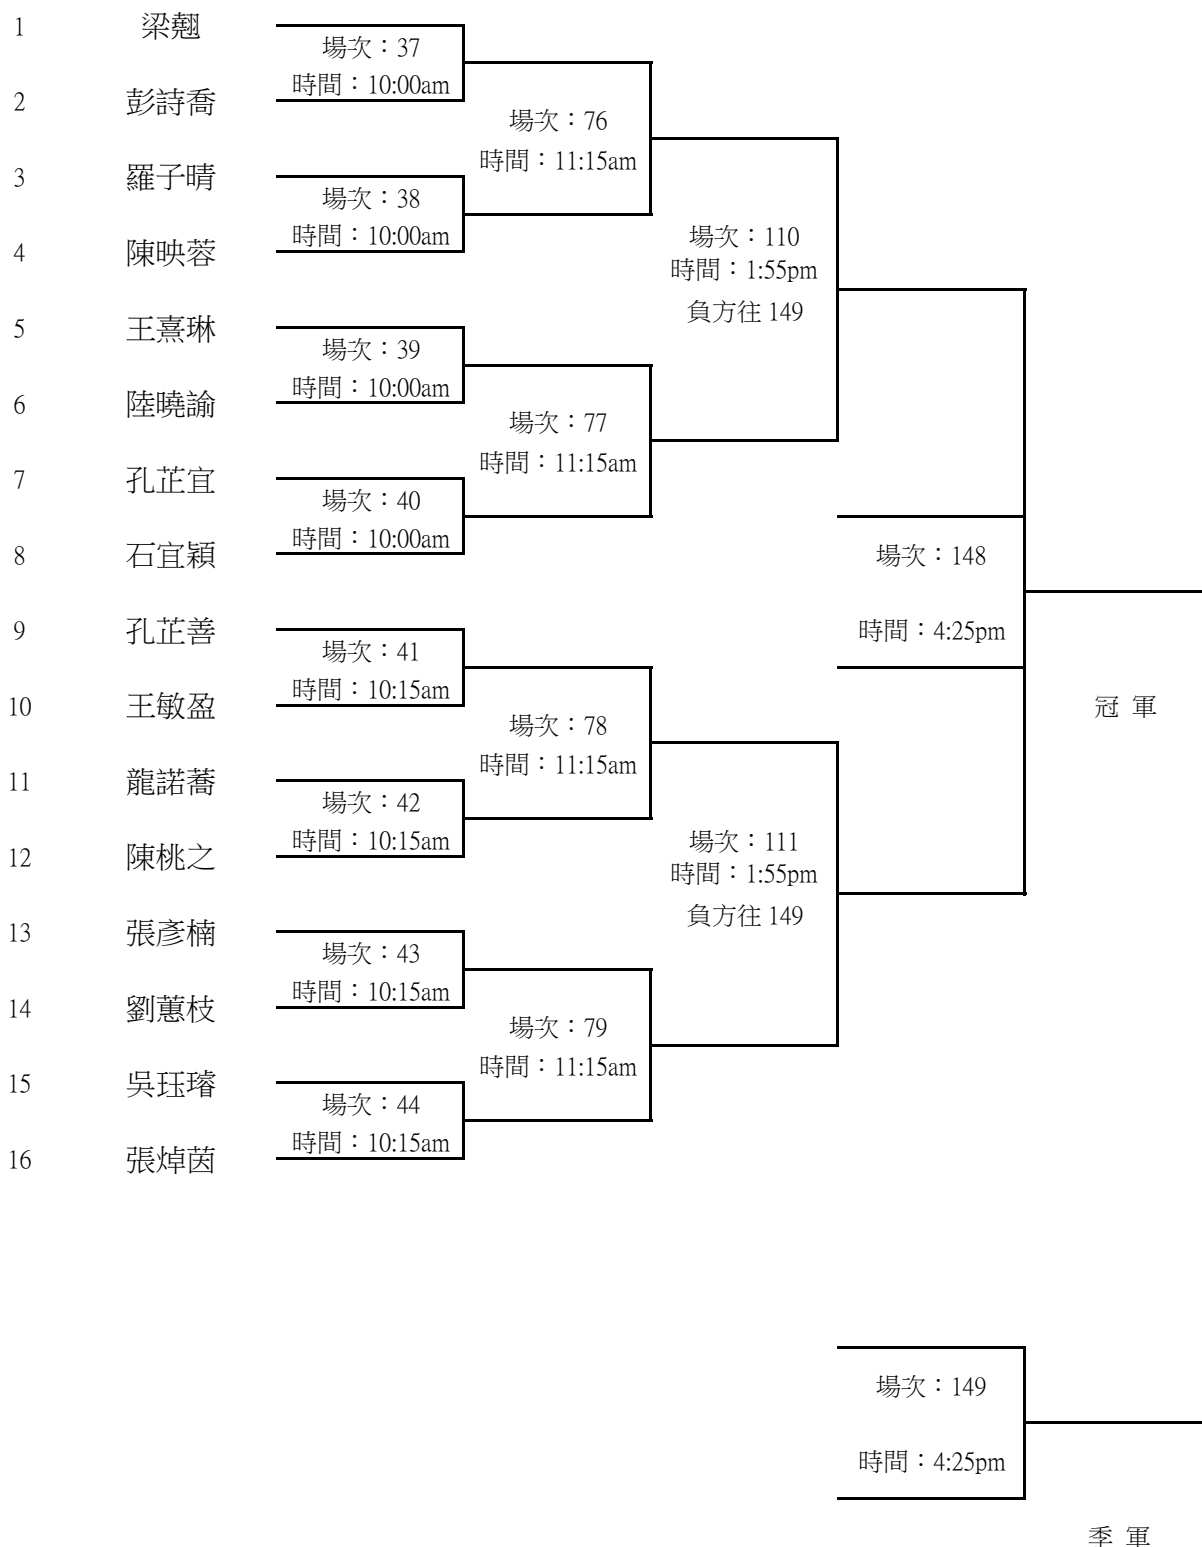 1 梁翹
場次：37
時間：10:00am
2 彭詩喬
場次：76
時間：11:15am
3 羅子晴
場次：38
時間：10:00am
4 陳映蓉
場次：110
時間：1:55pm
負方往 149
5 王熹琳
場次：39
時間：10:00am
6 陸曉諭
場次：77
時間：11:15am
7 孔芷宜
場次：40
時間：10:00am
8 石宜穎
場次：148
時間：4:25pm
9 孔芷善
場次：41
時間：10:15am
10 王敏盈
冠 軍
場次：78
時間：11:15am
11 龍諾蕎
場次：42
時間：10:15am
12 陳桃之
場次：111
時間：1:55pm
負方往 149
13 張彥楠
場次：43
時間：10:15am
14 劉蕙枝
場次：79
時間：11:15am
15 吳玨璿
場次：44
時間：10:15am
16 張焯茵
場次：149
時間：4:25pm
季 軍